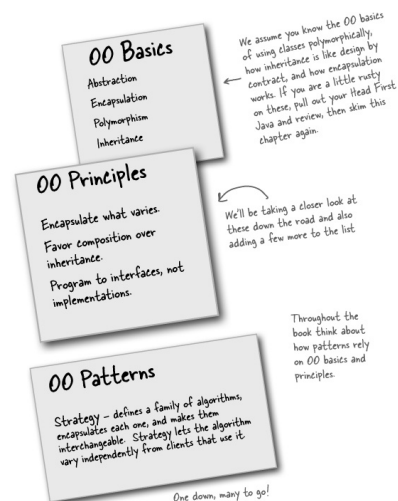 OO Basics
Abstraction
Encapsulation
Polymorphism
Inheritance
We assume you know the OO basics
of using classes polymorphically,
how inheritance is like design by
contract, and how encapsulation
works. If you are a little rusty
on these, pull out your Head First
Java and review, then skim this
chapter again.
OO Principles
Encapsulate what varies.
Favor composition over
inheritance.
Program to interfaces, not
implementations.
We'll be taking a closer look at
these down the road and also
adding a few more to the list
Throughout the
book think about
how patterns rely
on OO basics and
principles.
OO Patterns
Strategy – defines a family of algorithms,
encapsulates each one, and makes them
interchangeable. Strategy lets the algorithm
vary independently from clients that use it.
One down, many to go!